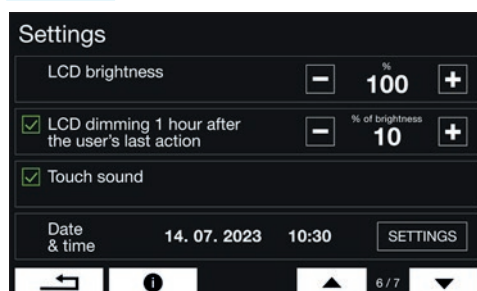 Settings
LCD brightness
%
− 100 +
LCD dimming 1 hour after
the user's last action
% of brightness
− 10 +
Touch sound
Date
& time
14. 07. 2023 10:30 SETTINGS
6/7